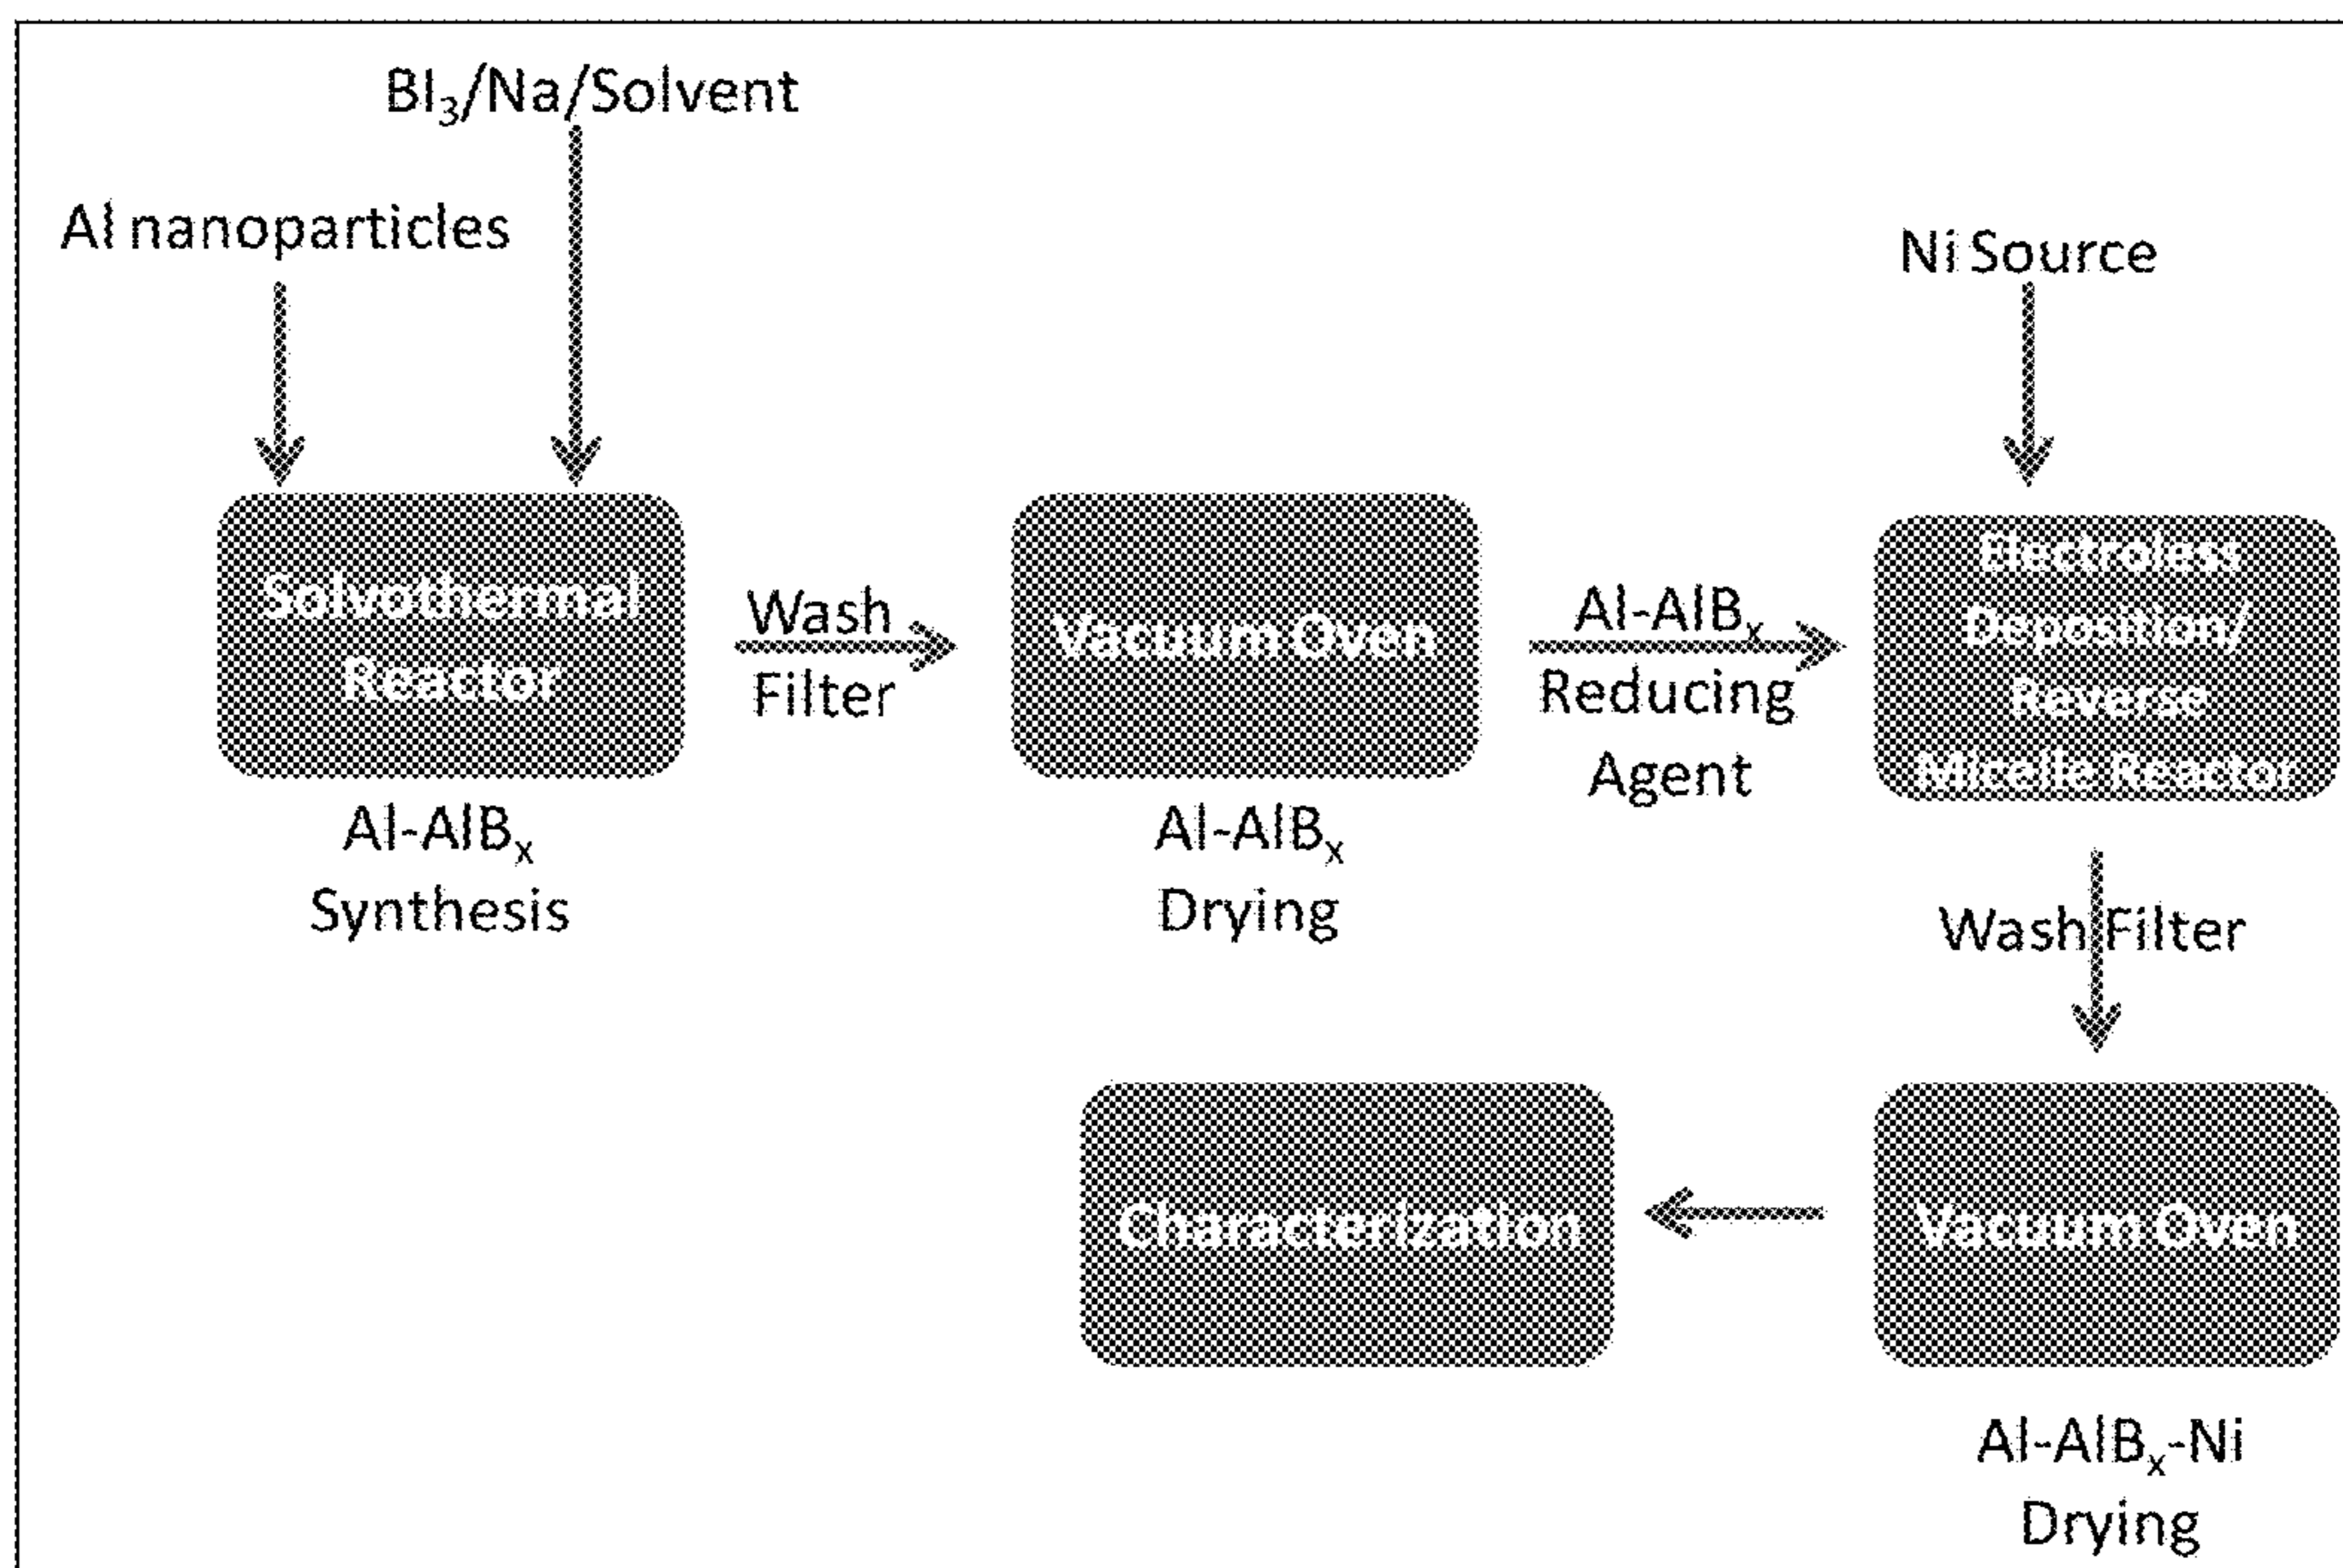 BI₃/Na/Solvent
Al nanoparticles
Ni Source
Solvothermal
Reactor
Al-AlBₓ
Synthesis
Wash
Filter
Vacuum Oven
Al-AlBₓ
Drying
Al-AlBₓ
Reducing
Agent
Electroless
Deposition/
Reverse
Micelle Reactor
Wash Filter
Vacuum Oven
Al-AlBₓ-Ni
Drying
Characterization